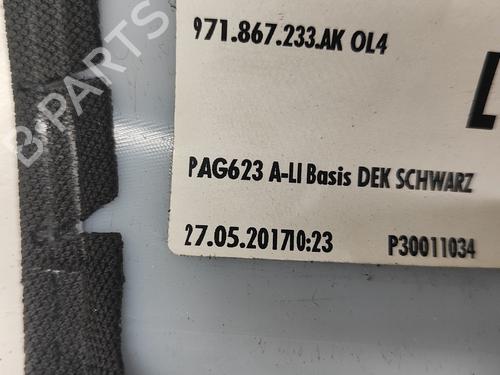 B-PARTS
971.867.233.AK OL4
L
PAG623 A-LI Basis DEK SCHWARZ
27.05.201710:23 P30011034